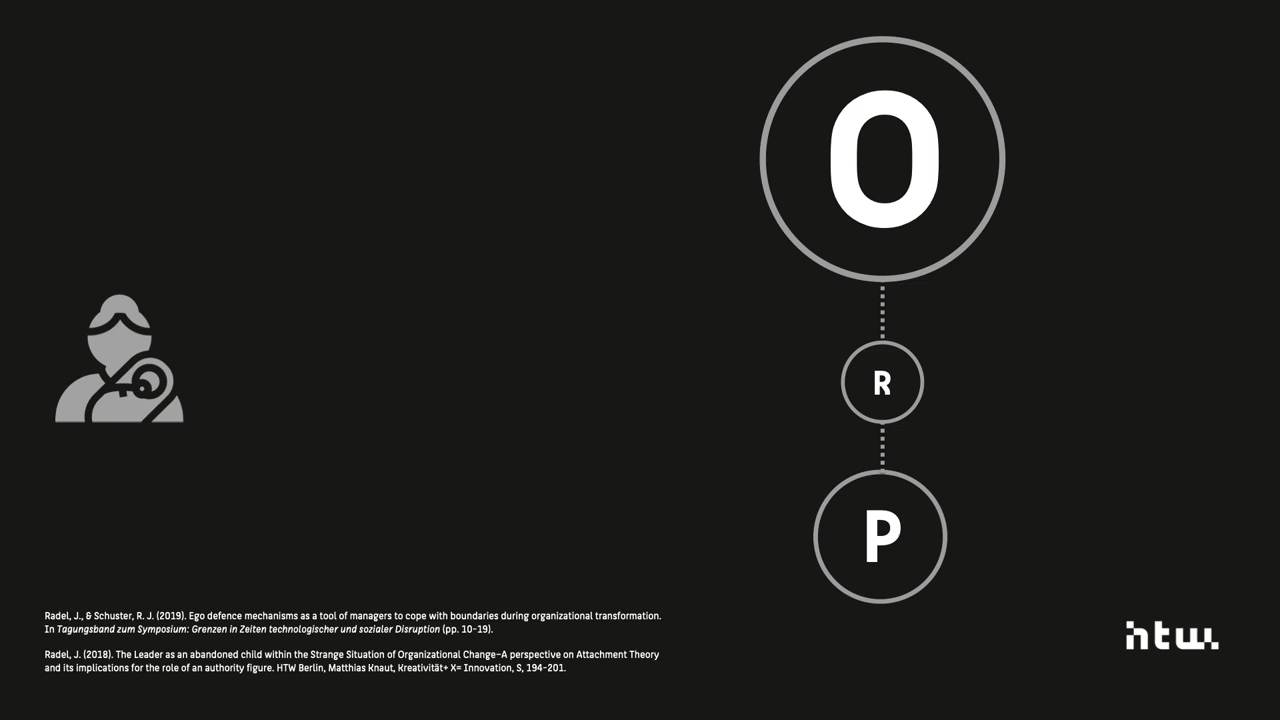 O
R
P
Radel, J., & Schuster, R. J. (2019). Ego defence mechanisms as a tool of managers to cope with boundaries during organizational transformation.
In Tagungsband zum Symposium: Grenzen in Zeiten technologischer und sozialer Disruption (pp. 10-19).
Radel, J. (2018). The Leader as an abandoned child within the Strange Situation of Organizational Change–A perspective on Attachment Theory
and its implications for the role of an authority figure. HTW Berlin, Matthias Knaut, Kreativität+ X= Innovation, S, 194-201.
htw.